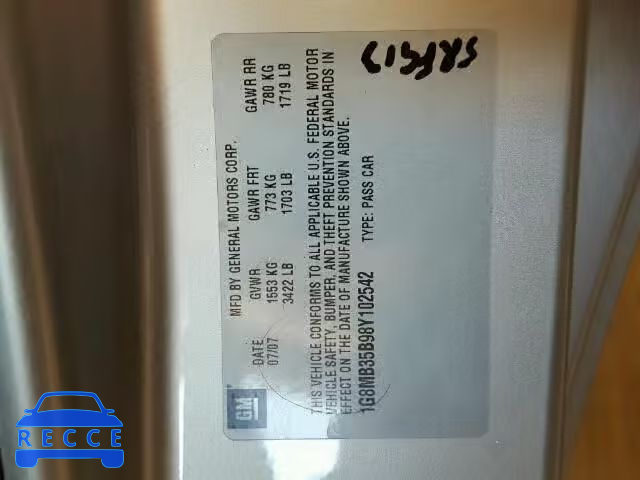 GM
MFD BY GENERAL MOTORS CORP.
DATE GVWR GAWR FRT GAWR RR
07/07 1553 KG 773 KG 780 KG
3422 LB 1703 LB 1719 LB
THIS VEHICLE CONFORMS TO ALL APPLICABLE U.S. FEDERAL MOTOR
VEHICLE SAFETY, BUMPER, AND THEFT PREVENTION STANDARDS IN
EFFECT ON THE DATE OF MANUFACTURE SHOWN ABOVE.
1G8MB35B98Y102542 TYPE: PASS CAR
RECCE